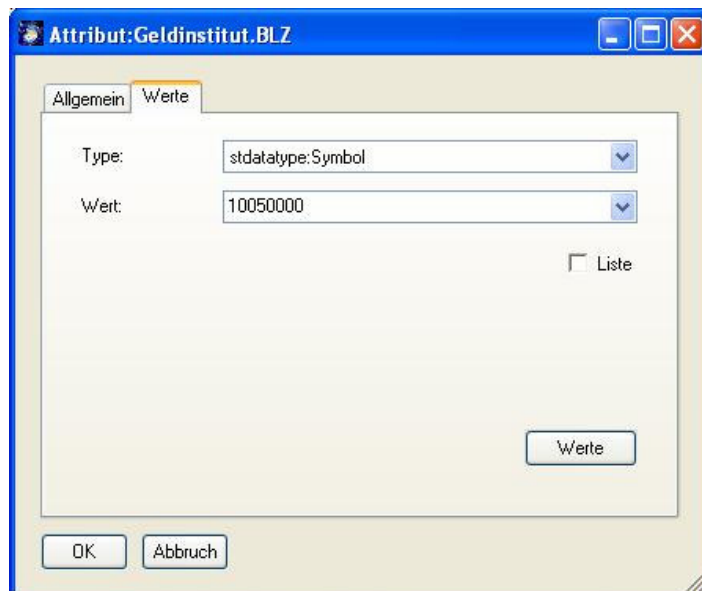 Attribut:Geldinstitut.BLZ
Allgemein Werte
Type: stdatatype:Symbol
Wert: 10050000
Liste
Werte
OK Abbruch